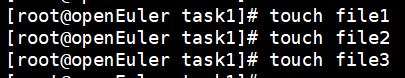 [root@openEuler task1]# touch file1
[root@openEuler task1]# touch file2
[root@openEuler task1]# touch file3